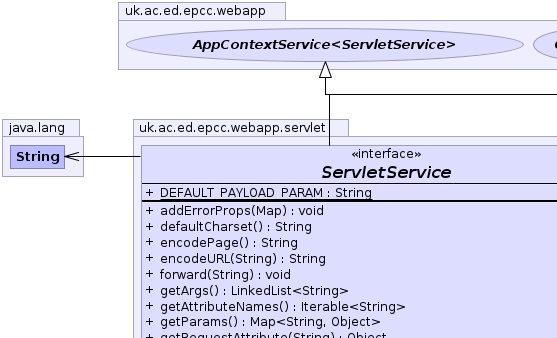 uk.ac.ed.epcc.webapp
AppContextService<ServletService>
java.lang
String
uk.ac.ed.epcc.webapp.servlet
«interface»
ServletService
+ DEFAULT_PAYLOAD_PARAM : String
+ addErrorProps(Map) : void
+ defaultCharset() : String
+ encodePage() : String
+ encodeURL(String) : String
+ forward(String) : void
+ getArgs() : LinkedList<String>
+ getAttributeNames() : Iterable<String>
+ getParams() : Map<String, Object>
+ getRequestAttribute(String) : Object